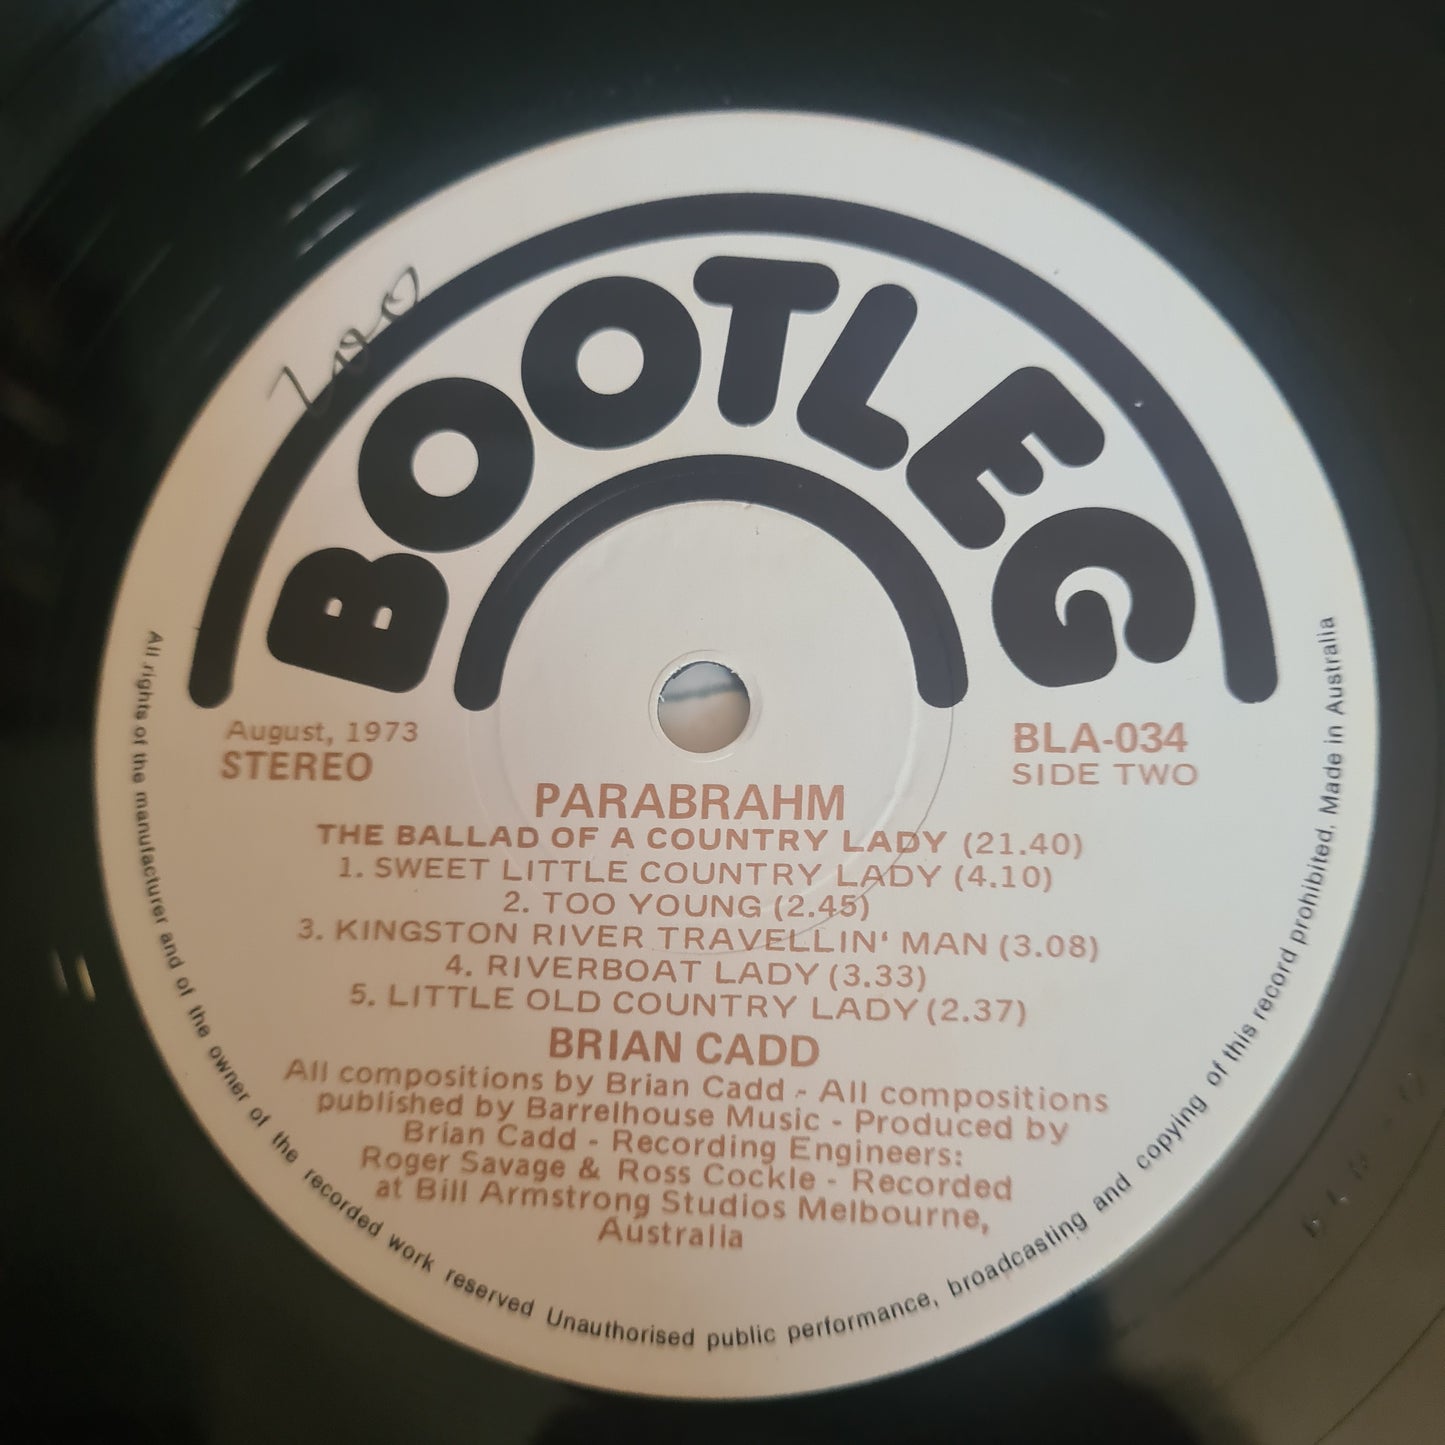 BOOTLEG
August, 1973
STEREO
BLA-034
SIDE TWO
PARABRAHM
THE BALLAD OF A COUNTRY LADY (21.40)
1. SWEET LITTLE COUNTRY LADY (4.10)
2. TOO YOUNG (2.45)
3. KINGSTON RIVER TRAVELLIN' MAN (3.08)
4. RIVERBOAT LADY (3.33)
5. LITTLE OLD COUNTRY LADY (2.37)
BRIAN CADD
All compositions by Brian Cadd - All compositions
published by Barrelhouse Music - Produced by
Brian Cadd - Recording Engineers:
Roger Savage & Ross Cockle - Recorded
at Bill Armstrong Studios Melbourne,
Australia
All rights of the manufacturer and of the owner of the recorded work reserved Unauthorised public performance, broadcasting and copying of this record prohibited. Made in Australia